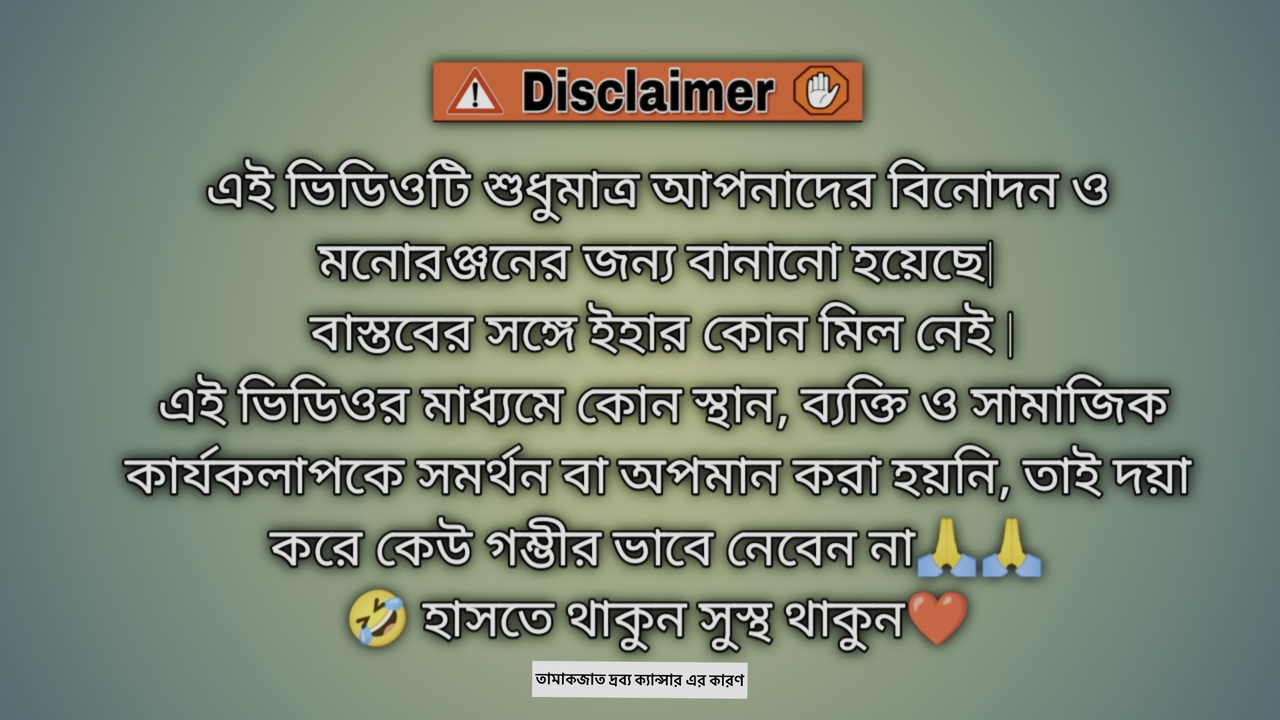 ⚠️ Disclaimer ✋
এই ভিডিওটি শুধুমাত্র আপনাদের বিনোদন ও
মনোরঞ্জনের জন্য বানানো হয়েছে|
বাস্তবের সঙ্গে ইহার কোন মিল নেই |
এই ভিডিওর মাধ্যমে কোন স্থান, ব্যক্তি ও সামাজিক
কার্যকলাপকে সমর্থন বা অপমান করা হয়নি, তাই দয়া
করে কেউ গম্ভীর ভাবে নেবেন না🙏🙏
🤣 হাসতে থাকুন সুস্থ থাকুন❤️
তামাকজাত দ্রব্য ক্যান্সার এর কারণ